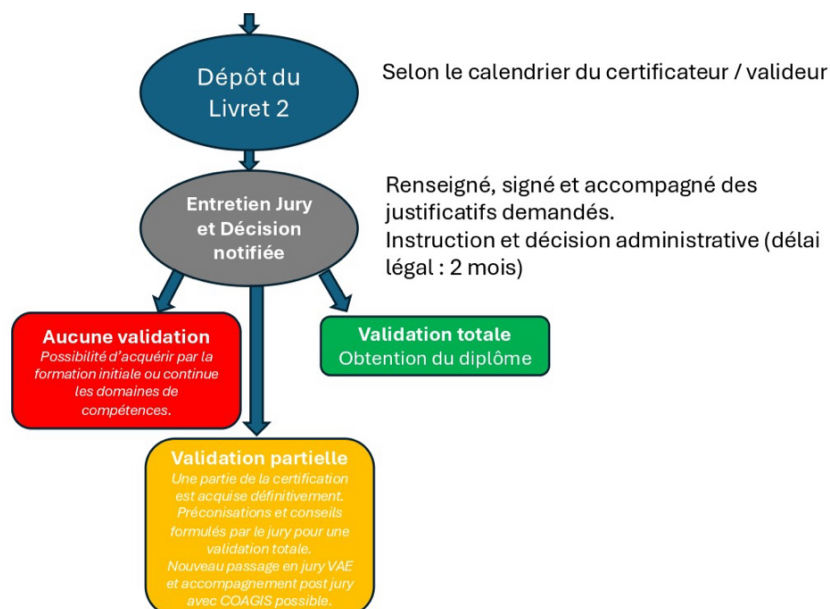 Dépôt du
Livret 2
Selon le calendrier du certificateur / valideur
Entretien Jury
et Décision
notifiée
Renseigné, signé et accompagné des
justificatifs demandés.
Instruction et décision administrative (délai
légal : 2 mois)
Aucune validation
Possibilité d'acquérir par la
formation initiale ou continue
les domaines de
compétences.
Validation totale
Obtention du diplôme
Validation partielle
Une partie de la certification
est acquise définitivement.
Préconisations et conseils
formulés par le jury pour une
validation totale.
Nouveau passage en jury VAE
et accompagnement post jury
avec COAGIS possible.